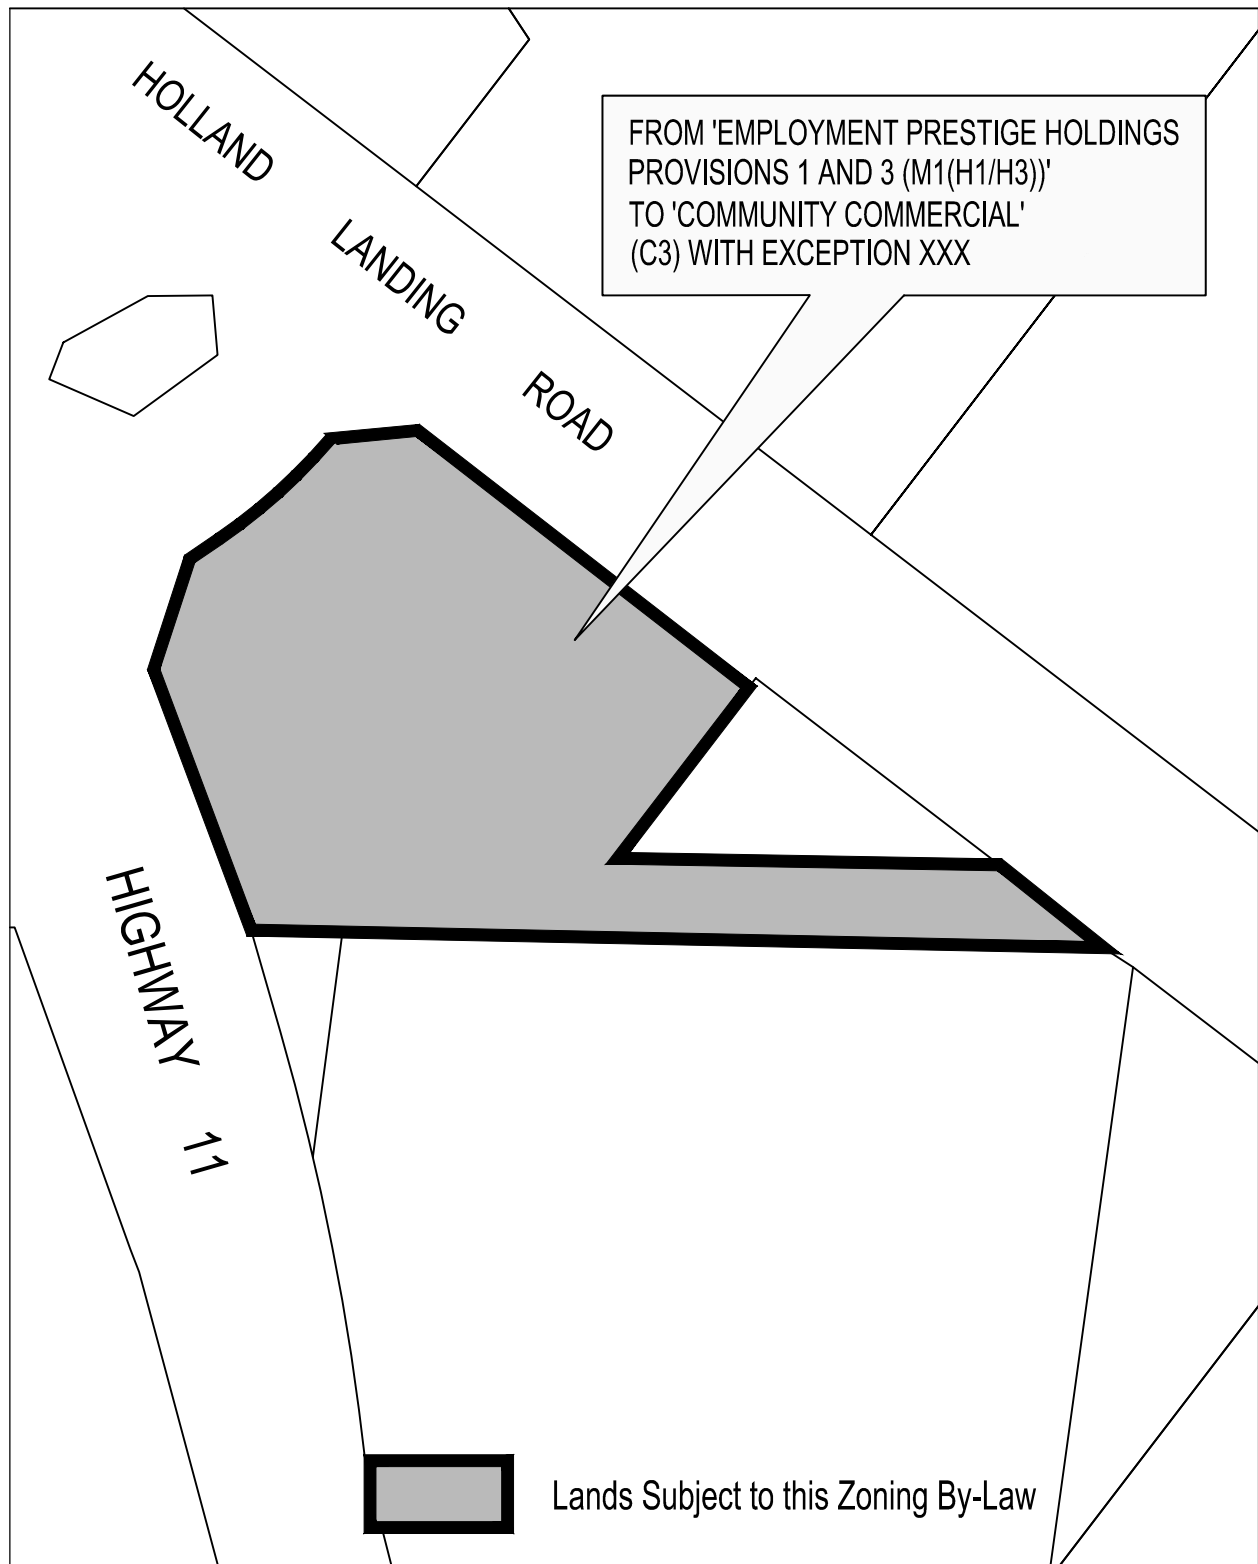 HOLLAND LANDING ROAD
FROM 'EMPLOYMENT PRESTIGE HOLDINGS
PROVISIONS 1 AND 3 (M1(H1/H3))'
TO 'COMMUNITY COMMERCIAL'
(C3) WITH EXCEPTION XXX
HIGHWAY 11
Lands Subject to this Zoning By-Law